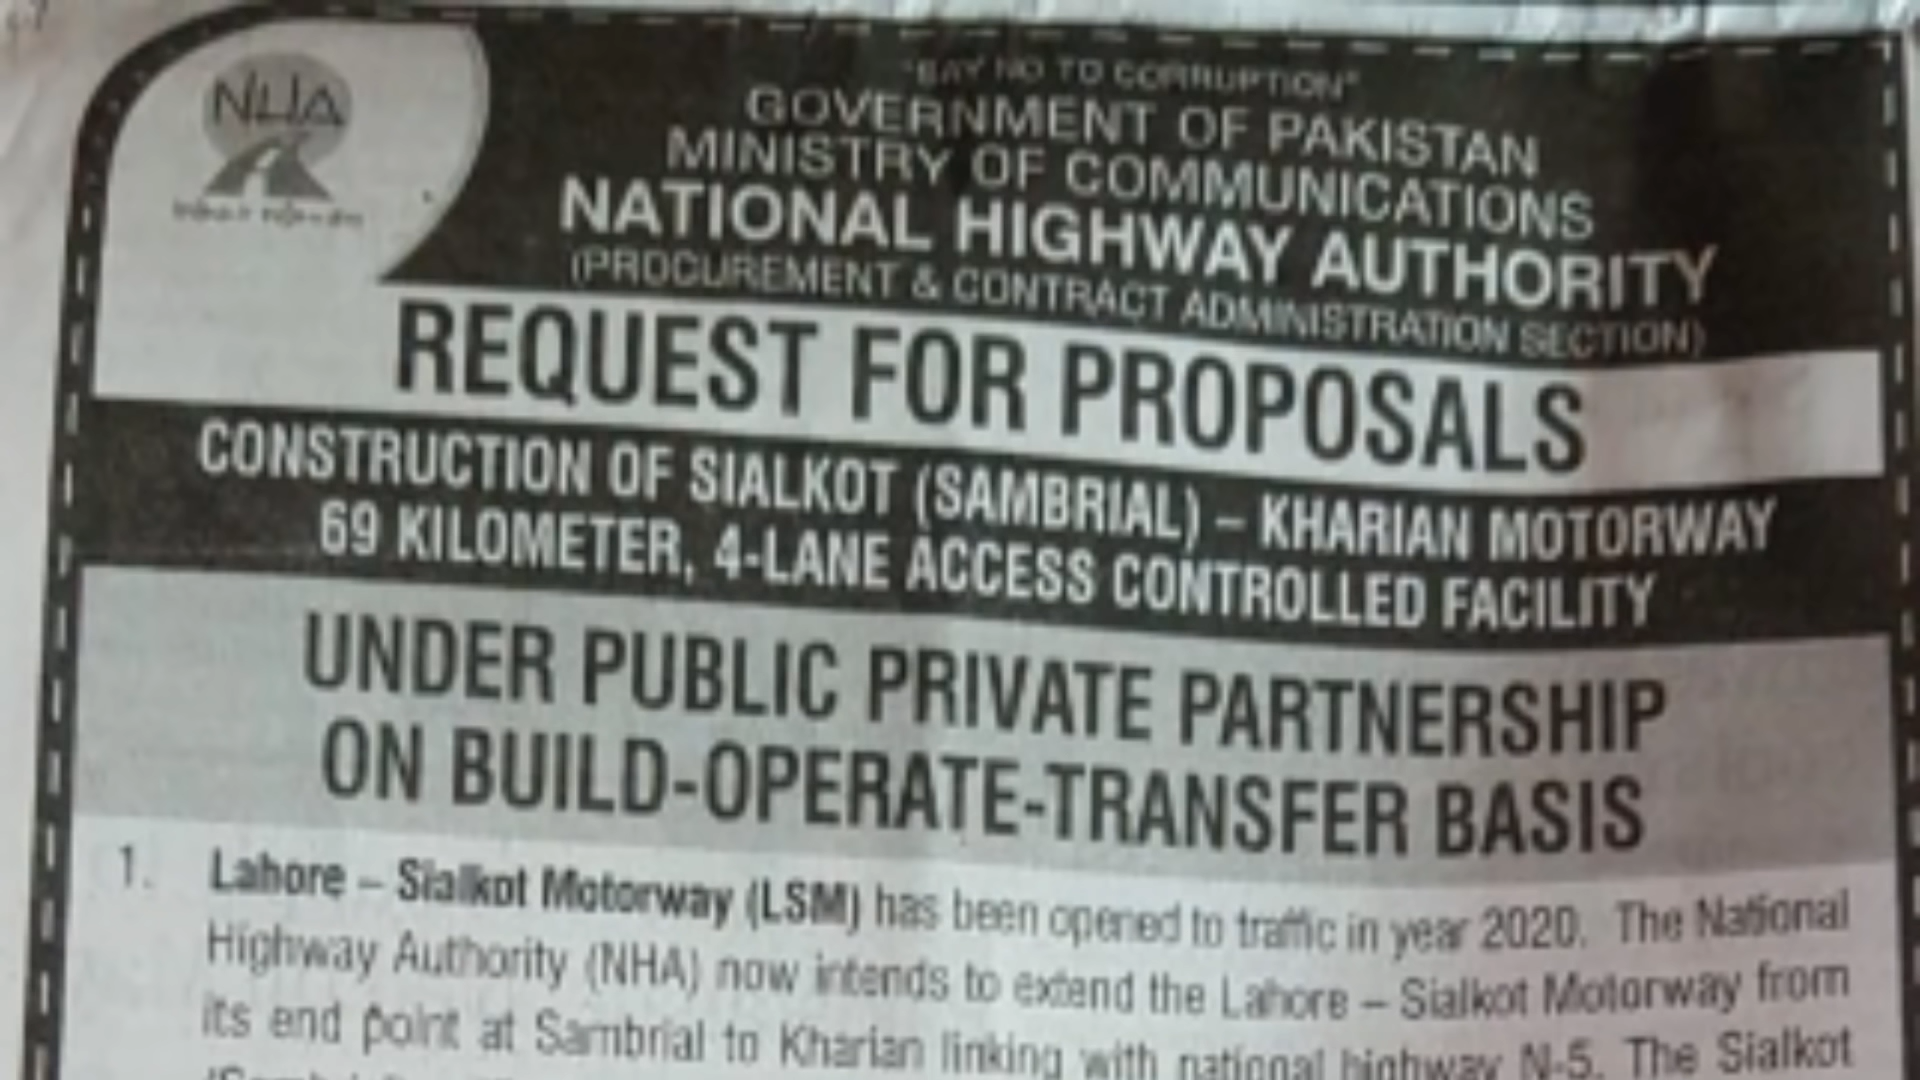 NHA
"SAY NO TO CORRUPTION"
GOVERNMENT OF PAKISTAN
MINISTRY OF COMMUNICATIONS
NATIONAL HIGHWAY AUTHORITY
(PROCUREMENT & CONTRACT ADMINISTRATION SECTION)
REQUEST FOR PROPOSALS
CONSTRUCTION OF SIALKOT (SAMBRIAL) – KHARIAN MOTORWAY
69 KILOMETER, 4-LANE ACCESS CONTROLLED FACILITY
UNDER PUBLIC PRIVATE PARTNERSHIP
ON BUILD-OPERATE-TRANSFER BASIS
1. Lahore – Sialkot Motorway (LSM) has been opened to traffic in year 2020. The National
Highway Authority (NHA) now intends to extend the Lahore – Sialkot Motorway from
its end point at Sambrial to Kharian linking with national highway N-5. The Sialkot